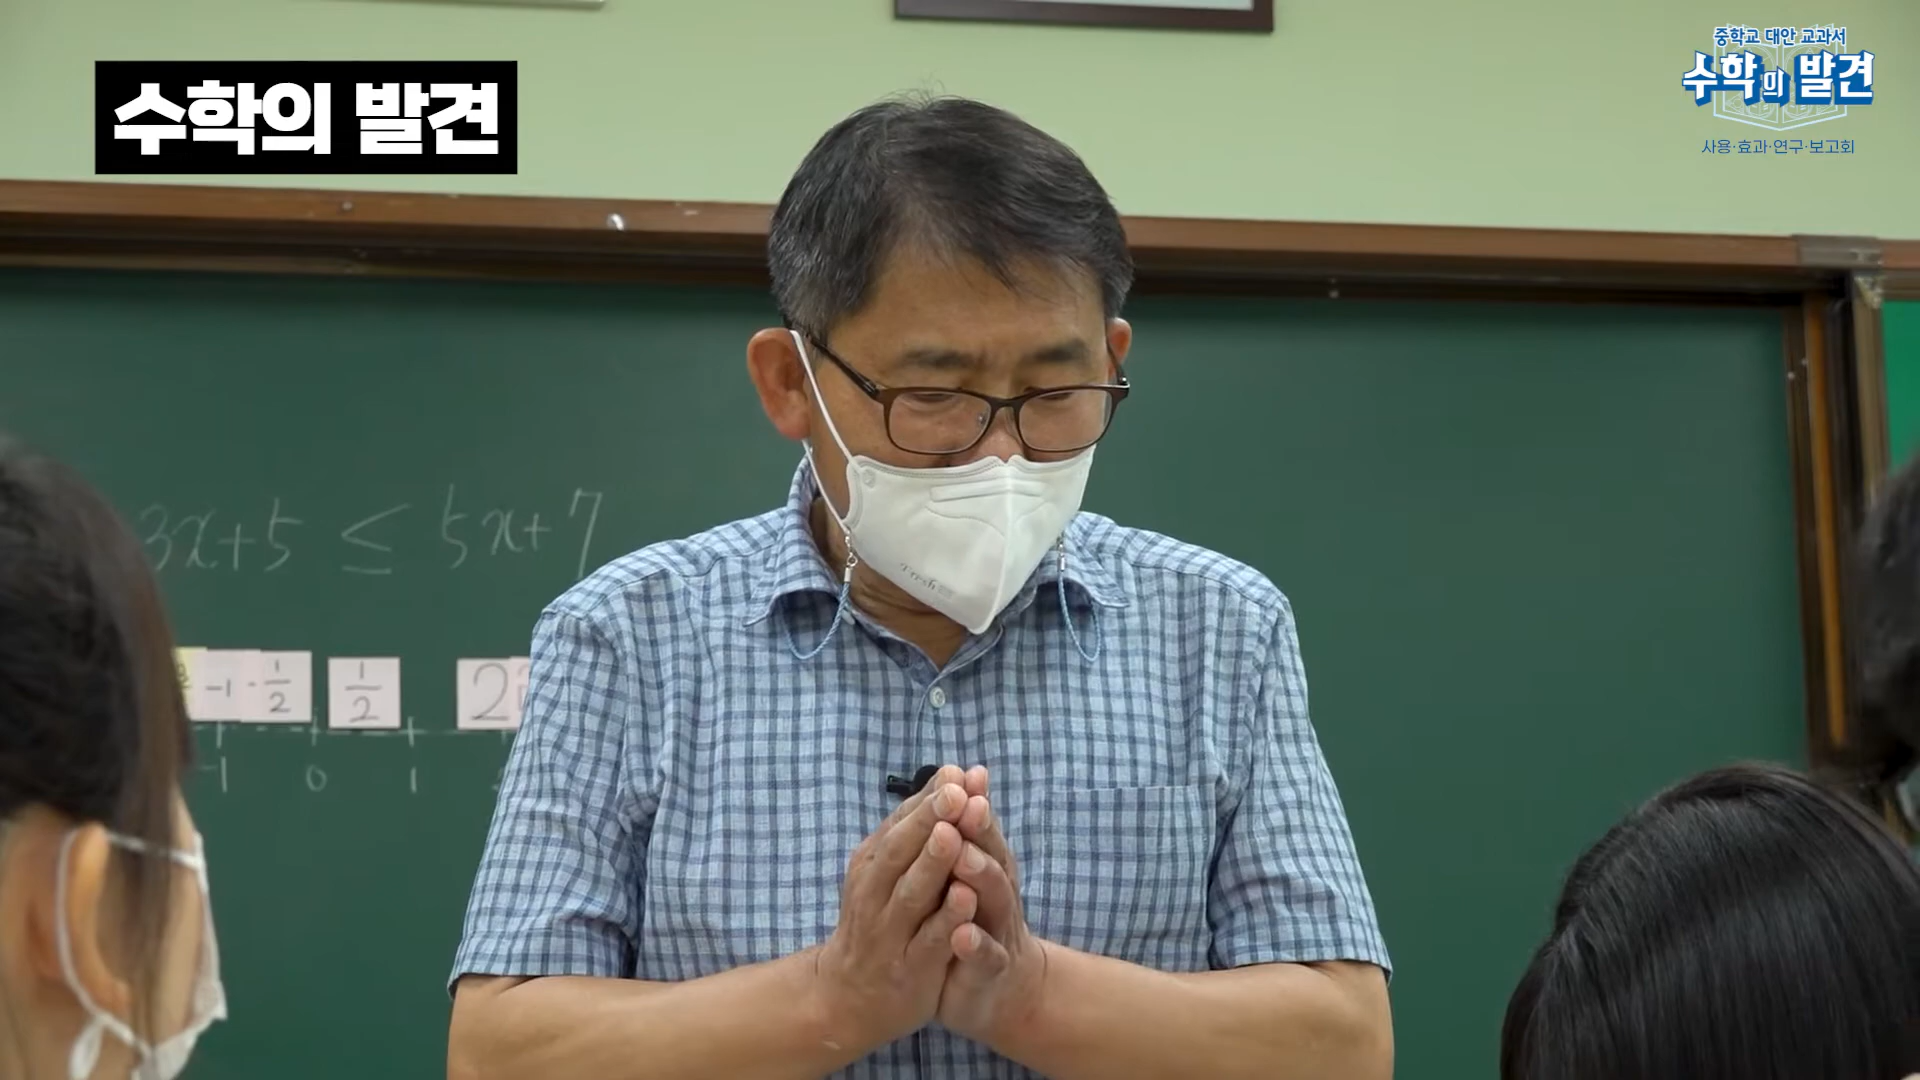 수학의 발견
중학교 대안 교과서
수학의 발견
사용·효과·연구·보고회
3x+5 ≤ 5x+7
-1 -1/2 1/2 2
-1 0 1